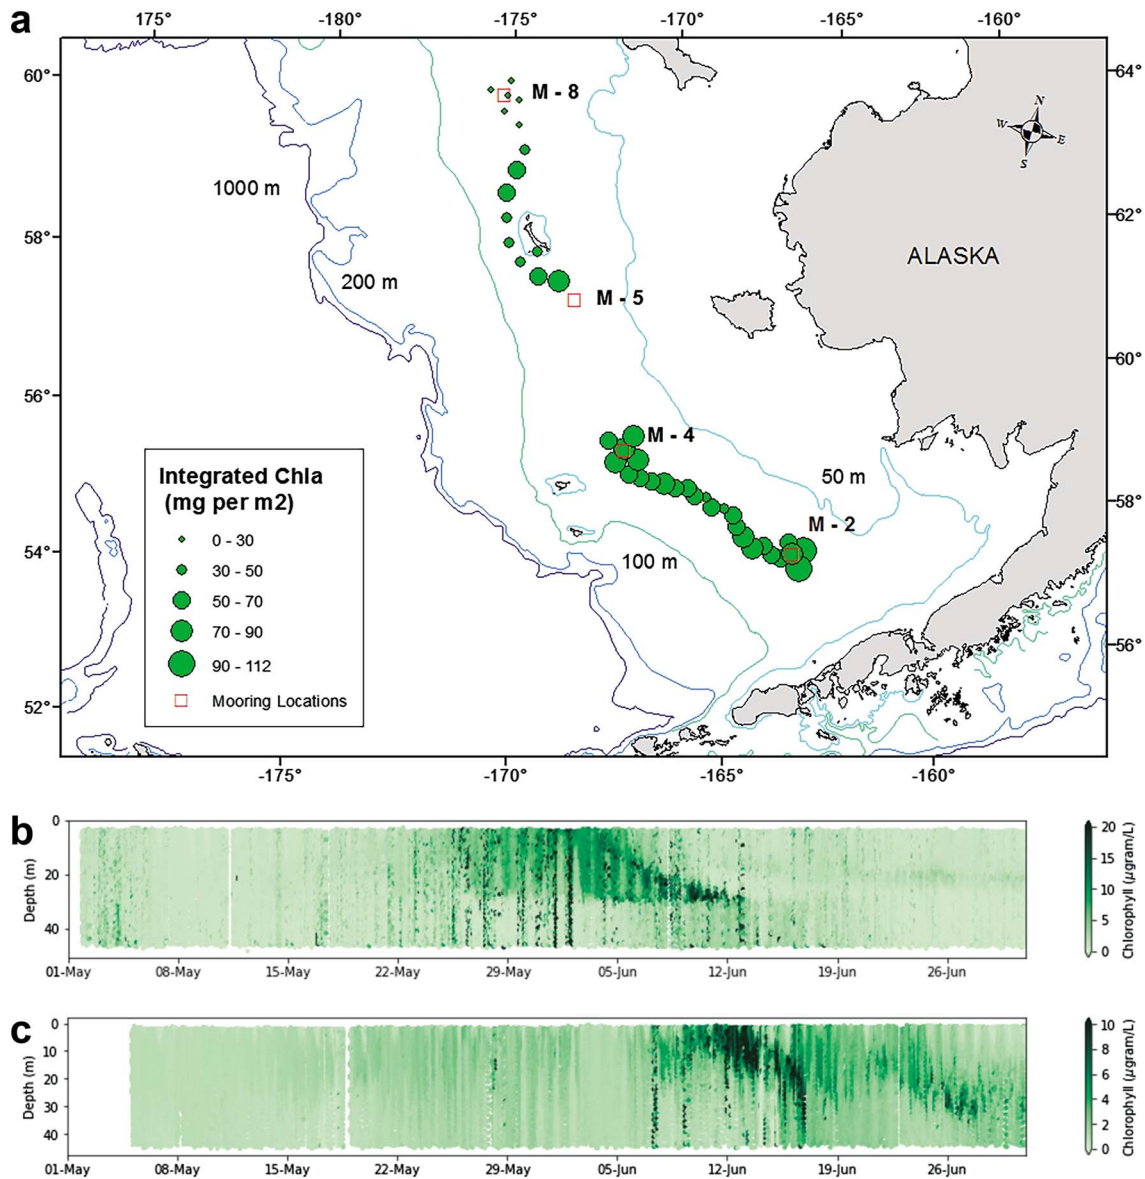 a
175°
-180°
-175°
-170°
-165°
-160°
60°
58°
56°
54°
52°
64°
62°
60°
58°
56°
M - 8
N
W
E
S
1000 m
ALASKA
200 m
M - 5
M - 4
50 m
M - 2
100 m
Integrated Chla
(mg per m2)
0 - 30
30 - 50
50 - 70
70 - 90
90 - 112
Mooring Locations
-175°
-170°
-165°
-160°
b
Depth (m)
0
20
40
01-May
08-May
15-May
22-May
29-May
05-Jun
12-Jun
19-Jun
26-Jun
20
15
10
5
0
Chlorophyll (µgram/L)
c
Depth (m)
0
10
20
30
40
01-May
08-May
15-May
22-May
29-May
05-Jun
12-Jun
19-Jun
26-Jun
10
8
6
4
2
0
Chlorophyll (µgram/L)